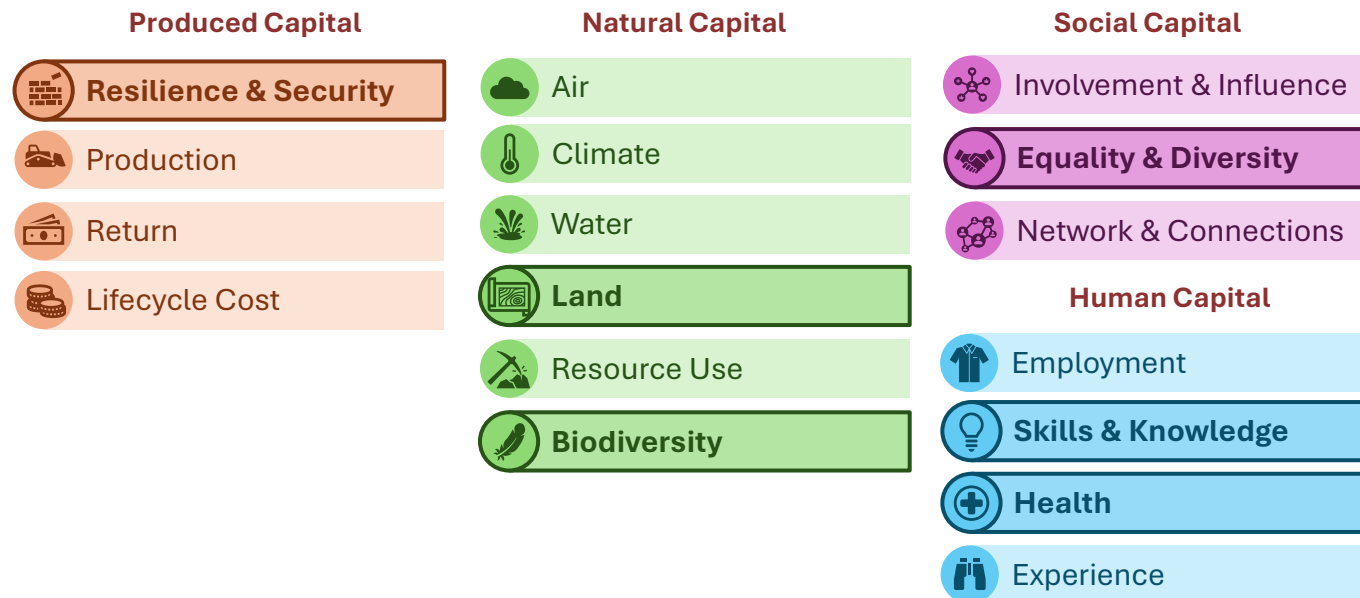 Produced Capital
Resilience & Security
Production
Return
Lifecycle Cost
Natural Capital
Air
Climate
Water
Land
Resource Use
Biodiversity
Social Capital
Involvement & Influence
Equality & Diversity
Network & Connections
Human Capital
Employment
Skills & Knowledge
Health
Experience